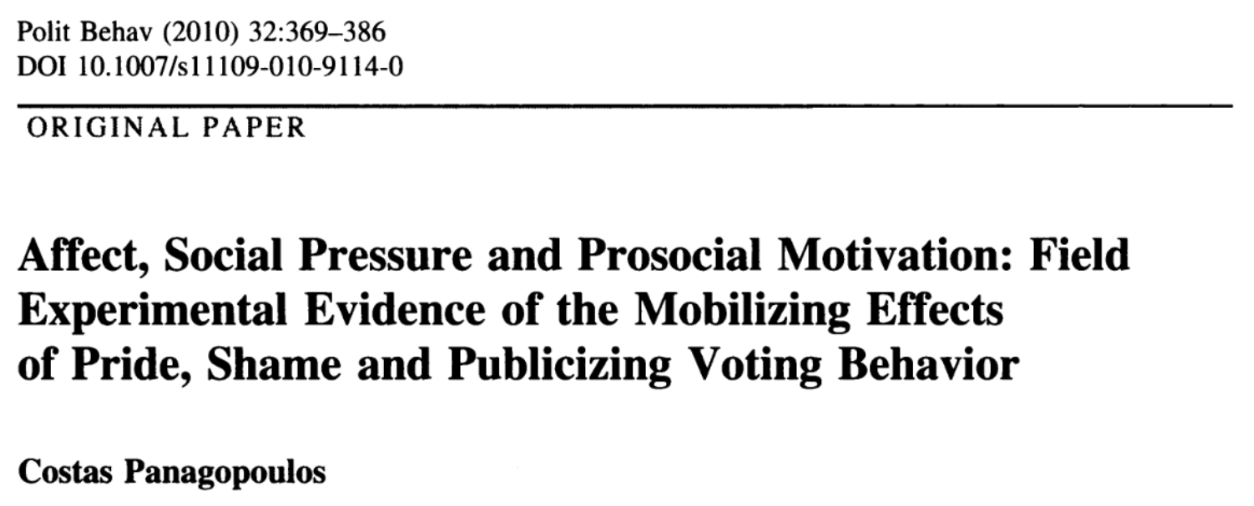 Polit Behav (2010) 32:369–386
DOI 10.1007/s11109-010-9114-0
ORIGINAL PAPER
Affect, Social Pressure and Prosocial Motivation: Field
Experimental Evidence of the Mobilizing Effects
of Pride, Shame and Publicizing Voting Behavior
Costas Panagopoulos